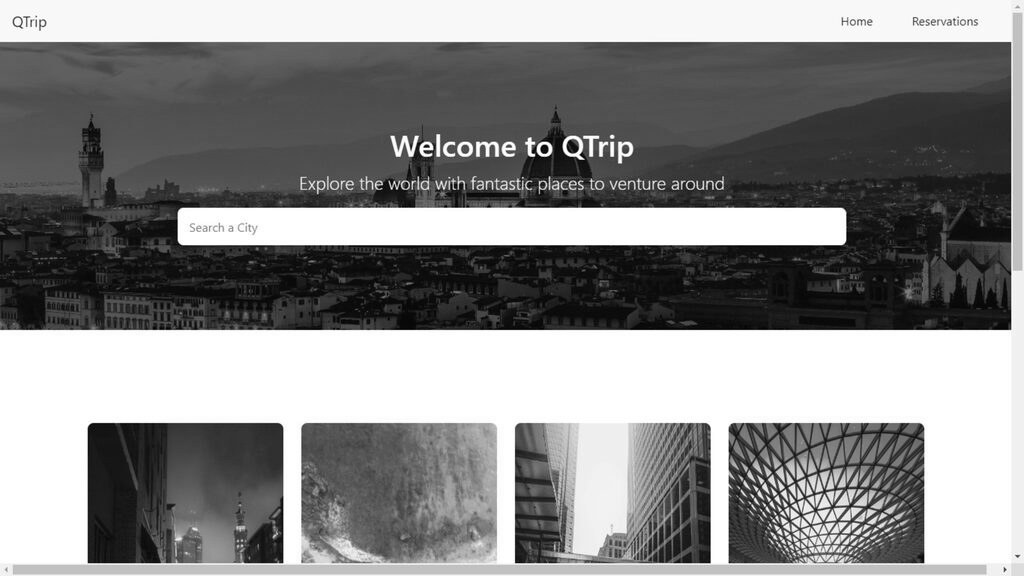 QTrip
Home
Reservations
Welcome to QTrip
Explore the world with fantastic places to venture around
Search a City